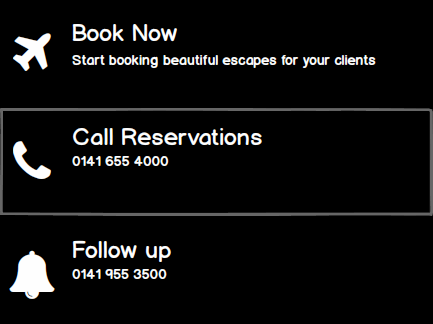 Book Now
Start booking beautiful escapes for your clients
Call Reservations
0141 655 4000
Follow up
0141 955 3500